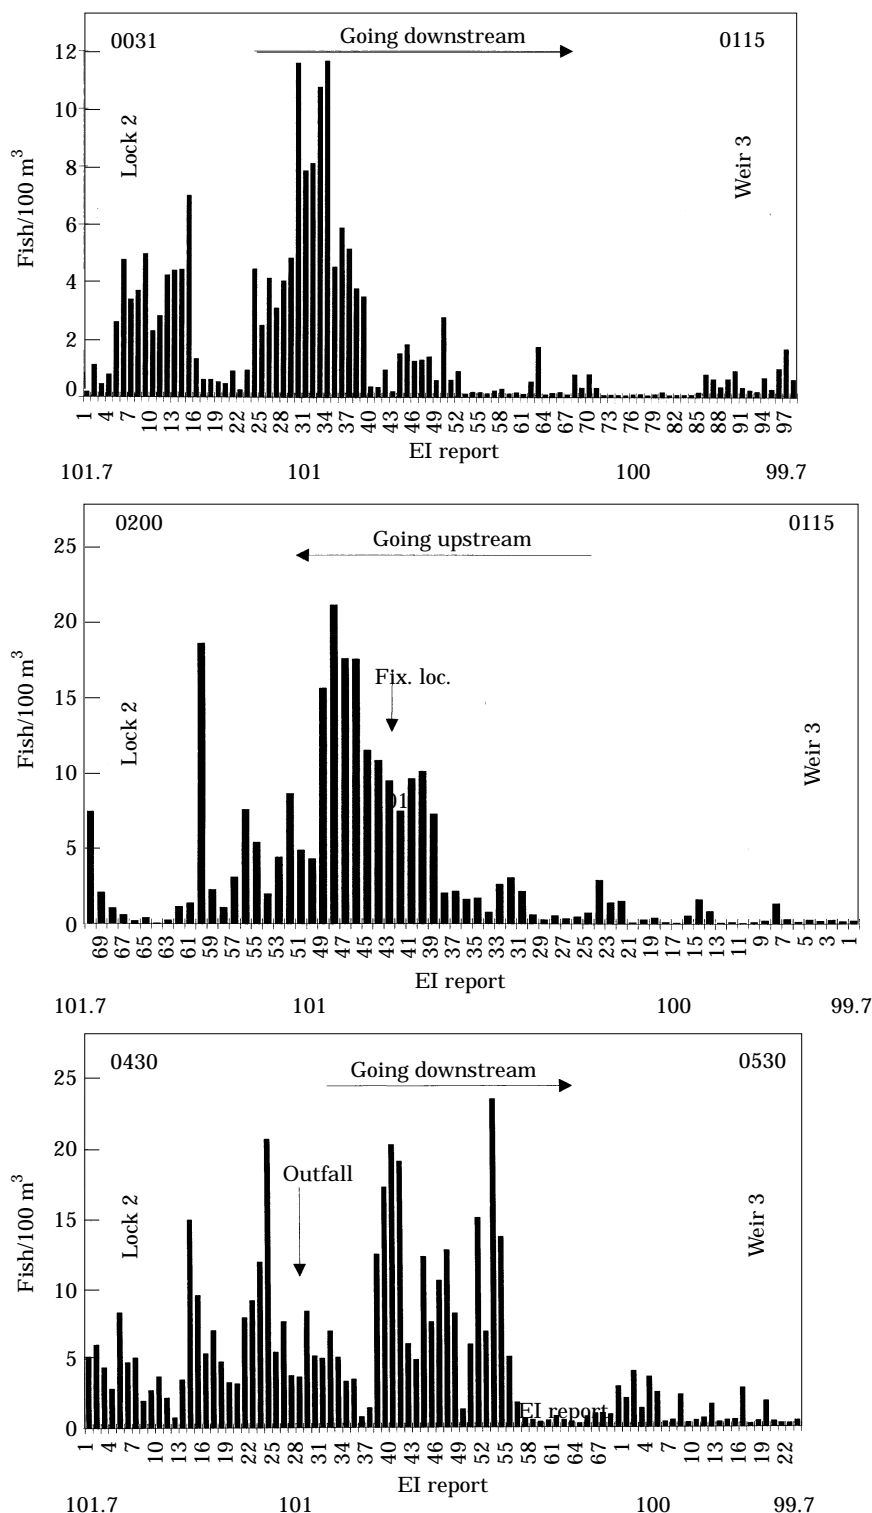 0031 Going downstream 0115
Lock 2
Weir 3
Fish/100 m³
12
10
8
6
4
2
0
1 4 7 10 13 16 19 22 25 28 31 34 37 40 43 46 49 52 55 58 61 64 67 70 73 76 79 82 85 88 91 94 97
EI report
101.7 101 100 99.7
0200 Going upstream 0115
Fix. loc.
Lock 2
Weir 3
Fish/100 m³
25
20
15
10
5
0
01
69 67 65 63 61 59 57 55 53 51 49 47 45 43 41 39 37 35 33 31 29 27 25 23 21 19 17 15 13 11 9 7 5 3 1
EI report
101.7 101 100 99.7
0430 Going downstream 0530
Outfall
Lock 2
Weir 3
Fish/100 m³
25
20
15
10
5
0
EI report
1 4 7 10 13 16 19 22 25 28 31 34 37 40 43 46 49 52 55 58 61 64 67 1 4 7 10 13 16 19 22
EI report
101.7 101 100 99.7